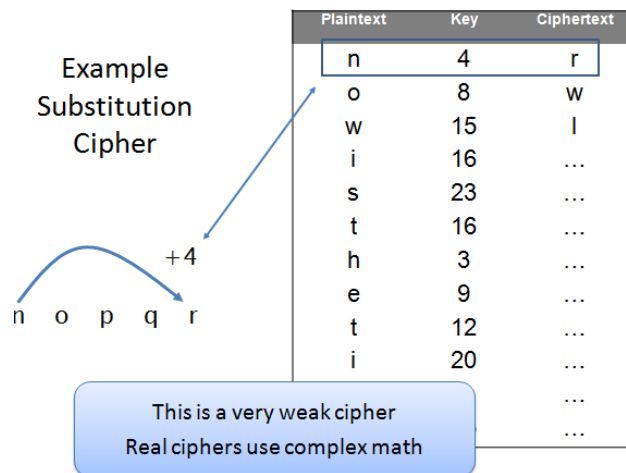 Plaintext Key Ciphertext
Example
Substitution
Cipher
n 4 r
o 8 w
w 15 l
i 16 ...
s 23 ...
t 16 ...
h 3 ...
e 9 ...
t 12 ...
i 20 ...
...
...
+4
n o p q r
This is a very weak cipher
Real ciphers use complex math